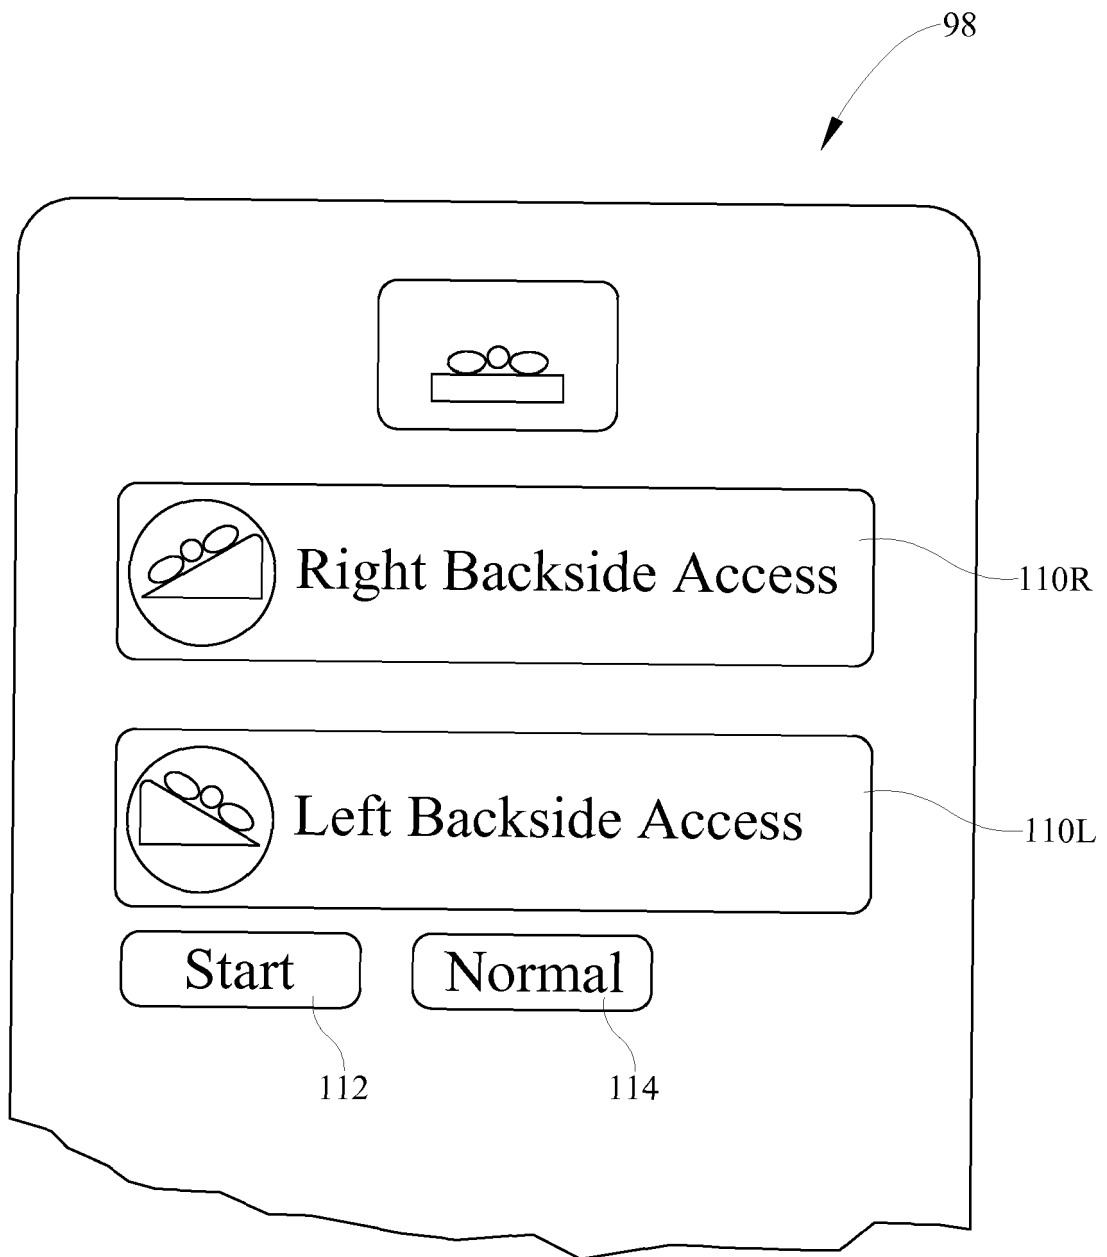 98
Right Backside Access
110R
Left Backside Access
110L
Start
Normal
112
114